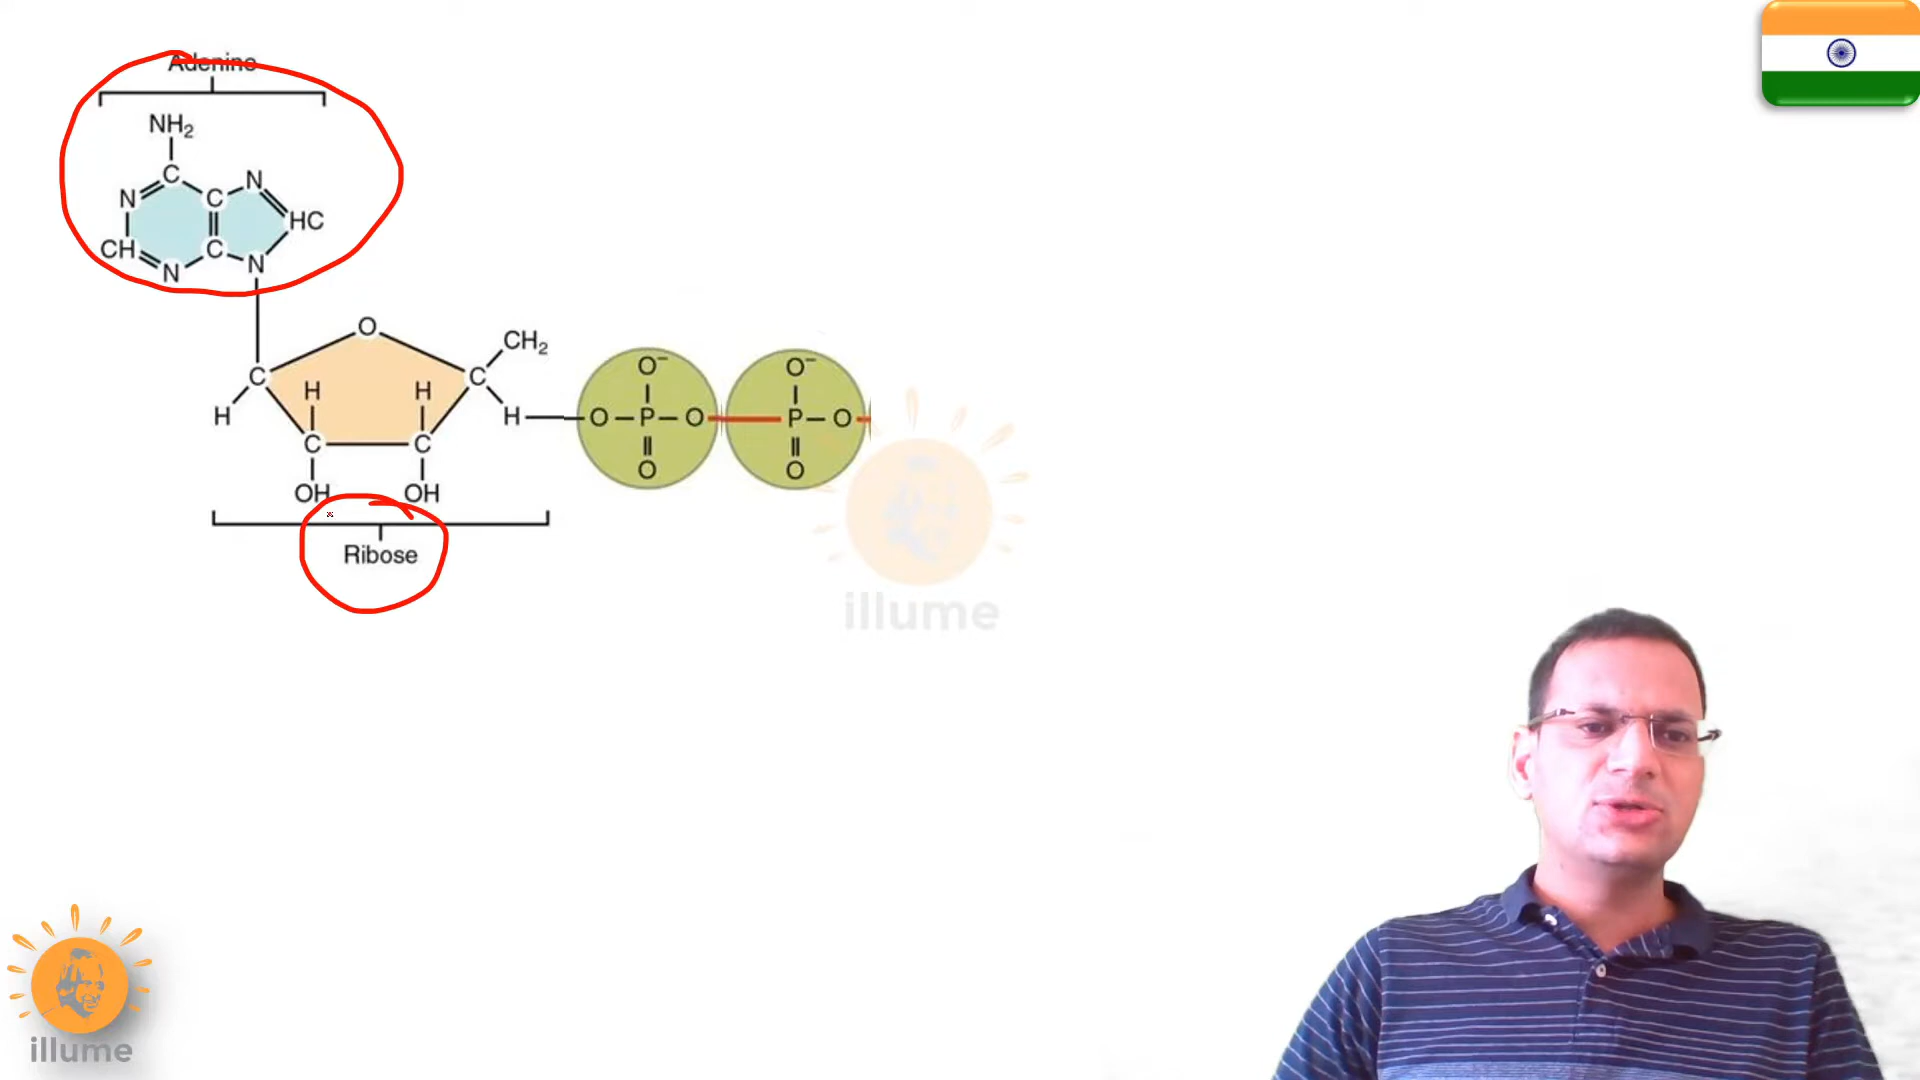 Adenine
NH₂
C
N
N
C
HC
CH
C
N
N
O
CH₂
C
C
H
H
H
H
C
C
OH
OH
O⁻
O – P – O
O
O⁻
P – O
O
Ribose
illume
illume